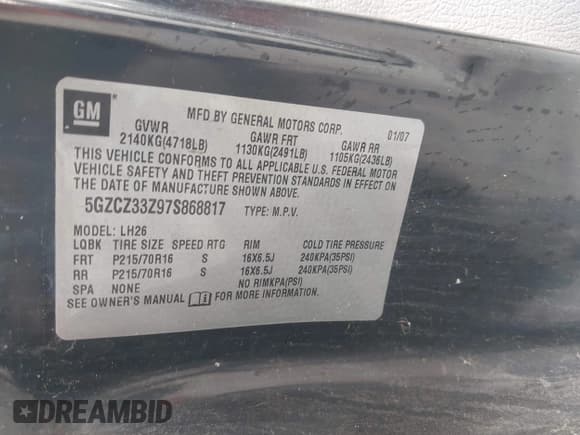 GM
MFD BY GENERAL MOTORS CORP. 01/07
GVWR GAWR FRT GAWR RR
2140KG(4718LB) 1130KG(2491LB) 1105KG(2436LB)
THIS VEHICLE CONFORMS TO ALL APPLICABLE U.S. FEDERAL MOTOR
VEHICLE SAFETY AND THEFT PREVENTION STANDARDS IN EFFECT ON
THE DATE OF MANUFACTURE SHOWN ABOVE.
5GZCZ33Z97S868817 TYPE: M.P.V.
MODEL: LH26
LQBK TIRE SIZE SPEED RTG RIM COLD TIRE PRESSURE
FRT P215/70R16 S 16X6.5J 240KPA(35PSI)
RR P215/70R16 S 16X6.5J 240KPA(35PSI)
SPA NONE NO RIMKPA(PSI)
SEE OWNER'S MANUAL FOR MORE INFORMATION.
DREAMBID